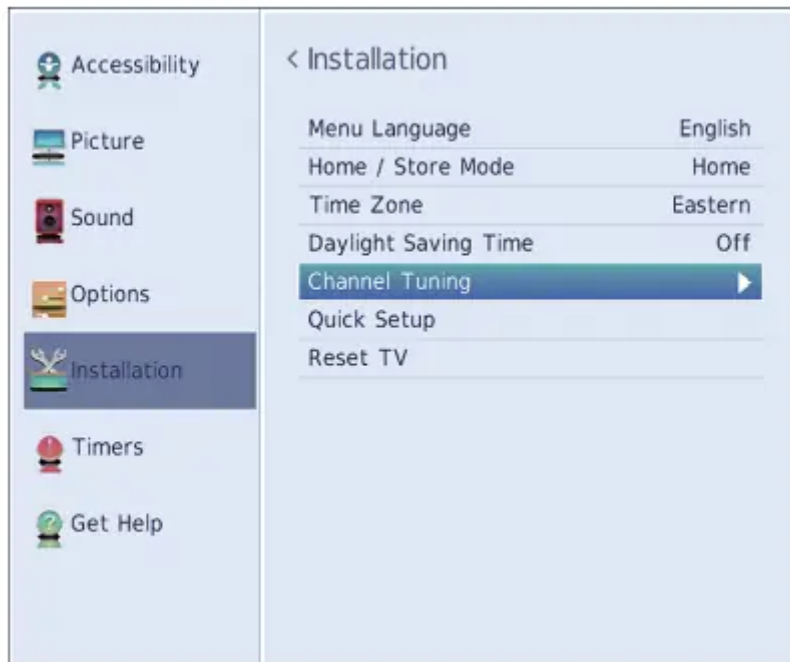 Accessibility
Picture
Sound
Options
Installation
Timers
Get Help
< Installation
Menu Language English
Home / Store Mode Home
Time Zone Eastern
Daylight Saving Time Off
Channel Tuning
Quick Setup
Reset TV